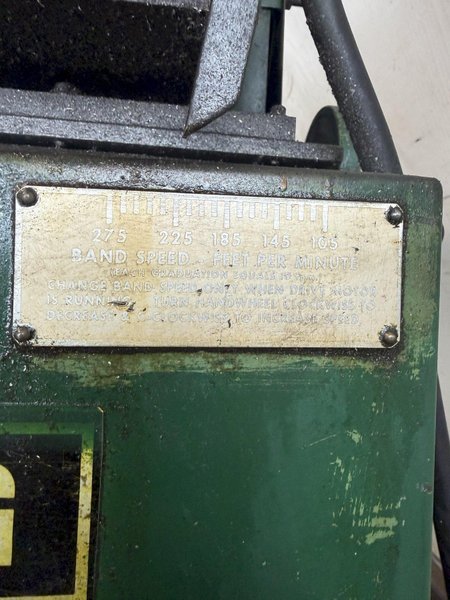 275 225 185 145 105
BAND SPEED - FEET PER MINUTE
EACH GRADUATION EQUALS
CHANGE BAND SPEED ONLY WHEN DRIVE MOTOR
IS RUNNING TURN HANDWHEEL CLOCKWISE TO
DECREASE & CLOCKWISE TO INCREASE SPEED.
G